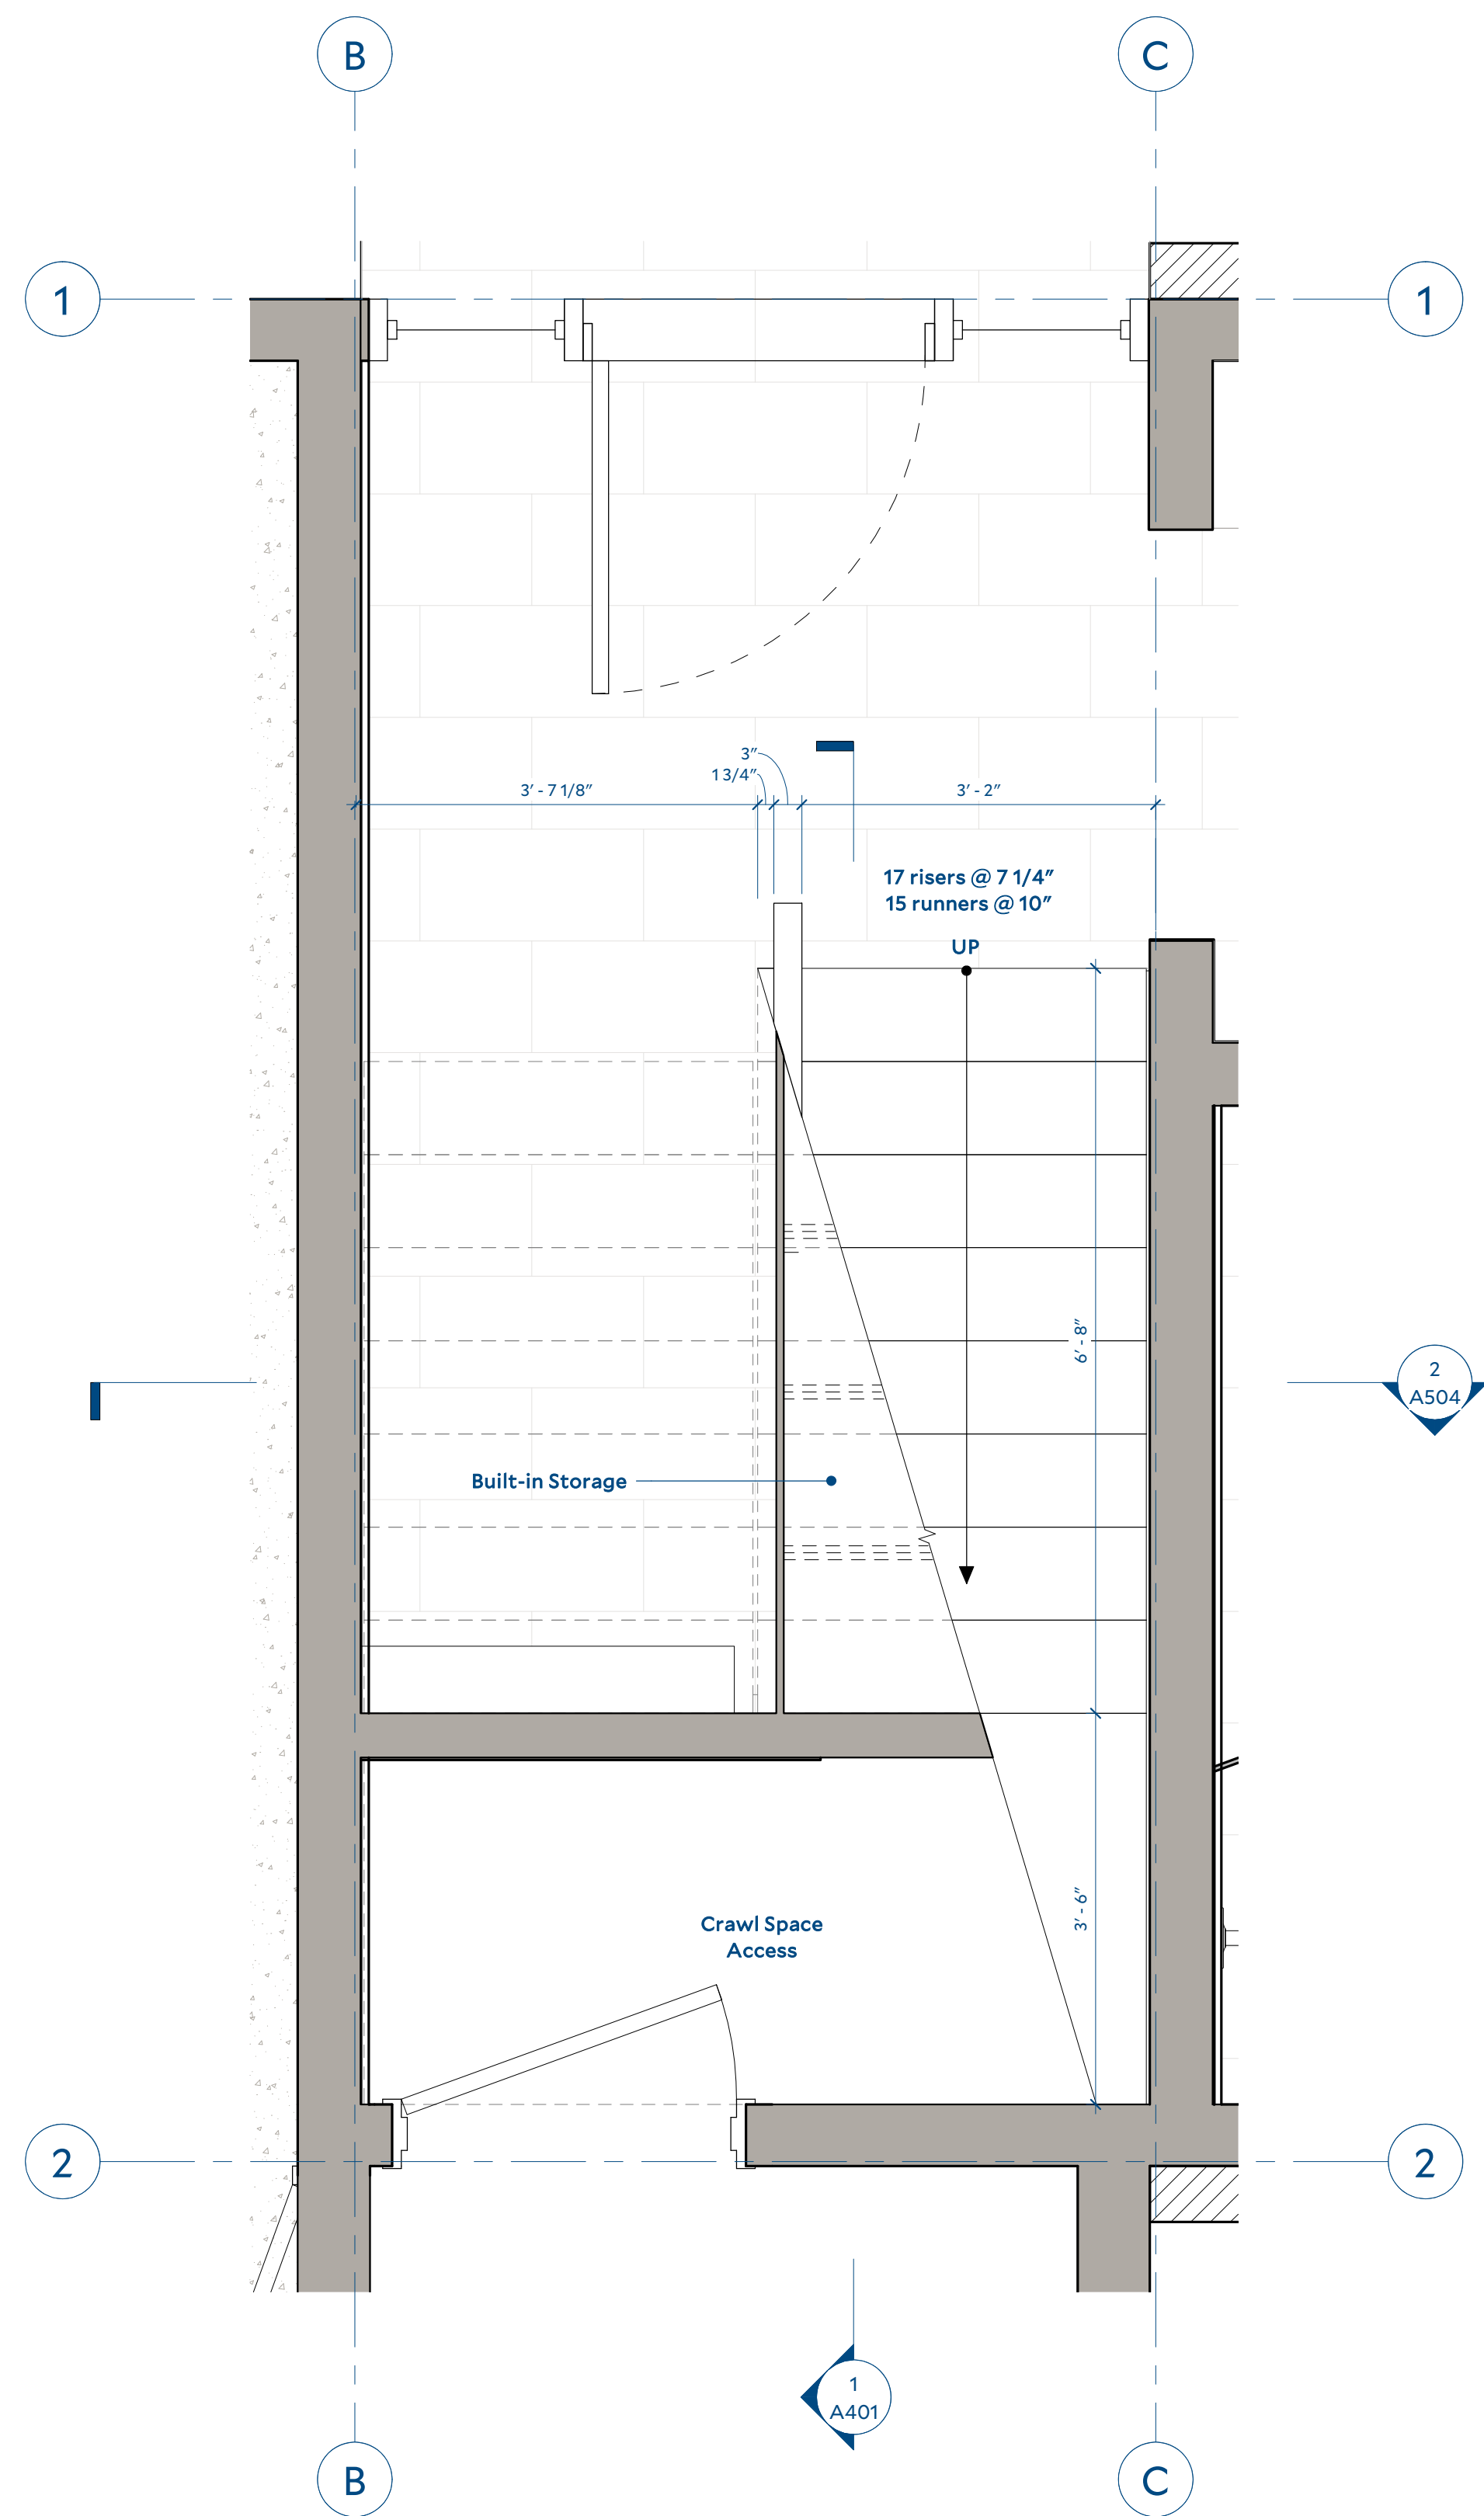 B
C
1
1
3″
1 3/4″
3′ - 7 1/8″
3′ - 2″
17 risers @ 7 1/4″
15 runners @ 10″
UP
6′ - 8″
2
A504
Built-in Storage
3′ - 6″
Crawl Space
Access
2
2
1
A401
B
C